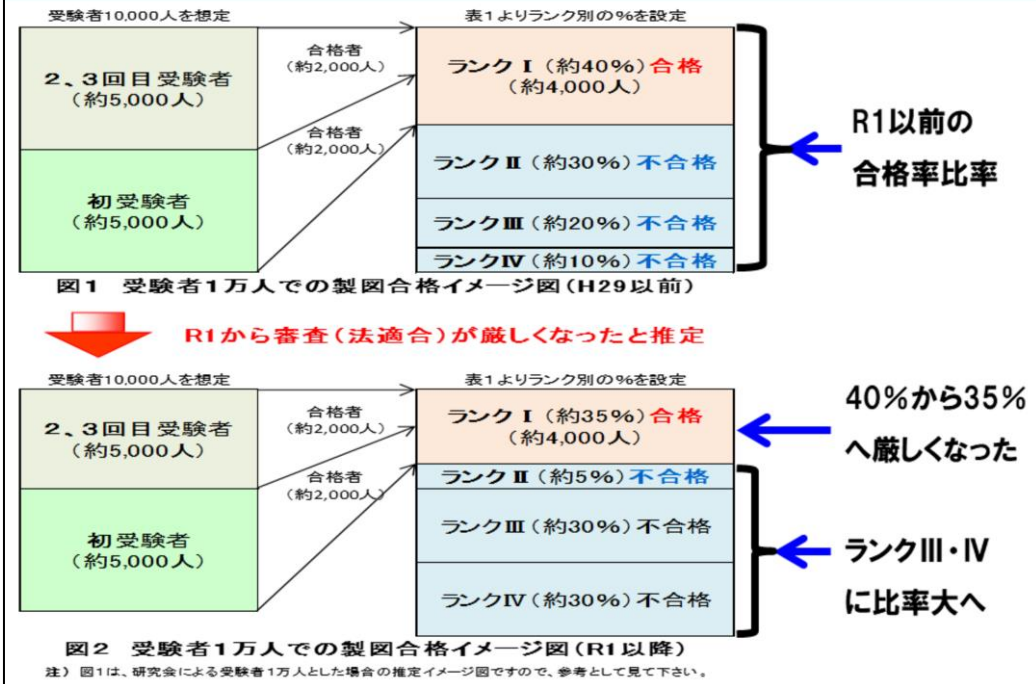 受験者10,000人を想定
表1よりランク別の%を設定
2、3回目受験者
(約5,000人)
合格者
(約2,000人)
ランクⅠ(約40%)合格
(約4,000人)
合格者
(約2,000人)
R1以前の
合格率比率
ランクⅡ(約30%)不合格
初受験者
(約5,000人)
ランクⅢ(約20%)不合格
ランクⅣ(約10%)不合格
図1 受験者1万人での製図合格イメージ図(H29以前)
R1から審査(法適合)が厳しくなったと推定
受験者10,000人を想定
表1よりランク別の%を設定
2、3回目受験者
(約5,000人)
合格者
(約2,000人)
ランクⅠ(約35%)合格
(約4,000人)
40%から35%
へ厳しくなった
合格者
(約2,000人)
ランクⅡ(約5%)不合格
初受験者
(約5,000人)
ランクⅢ(約30%)不合格
ランクⅣ(約30%)不合格
ランクⅢ・Ⅳ
に比率大へ
図2 受験者1万人での製図合格イメージ図(R1以降)
注) 図1は、研究会による受験者1万人とした場合の推定イメージ図ですので、参考として見て下さい。